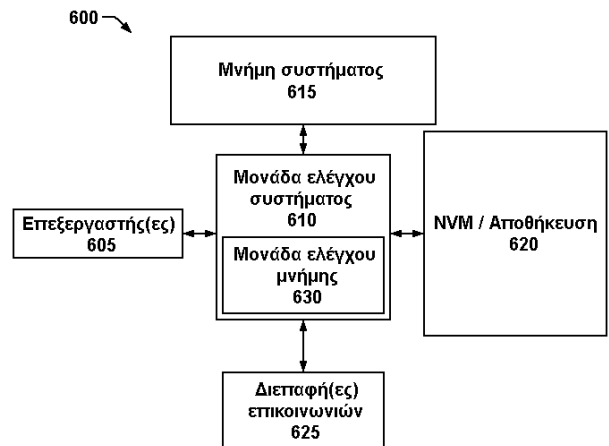 600
Μνήμη συστήματος
615
Μονάδα ελέγχου
συστήματος
610
Επεξεργαστής(ες)
605
Μονάδα ελέγχου
μνήμης
630
NVM / Αποθήκευση
620
Διεπαφή(ες)
επικοινωνιών
625